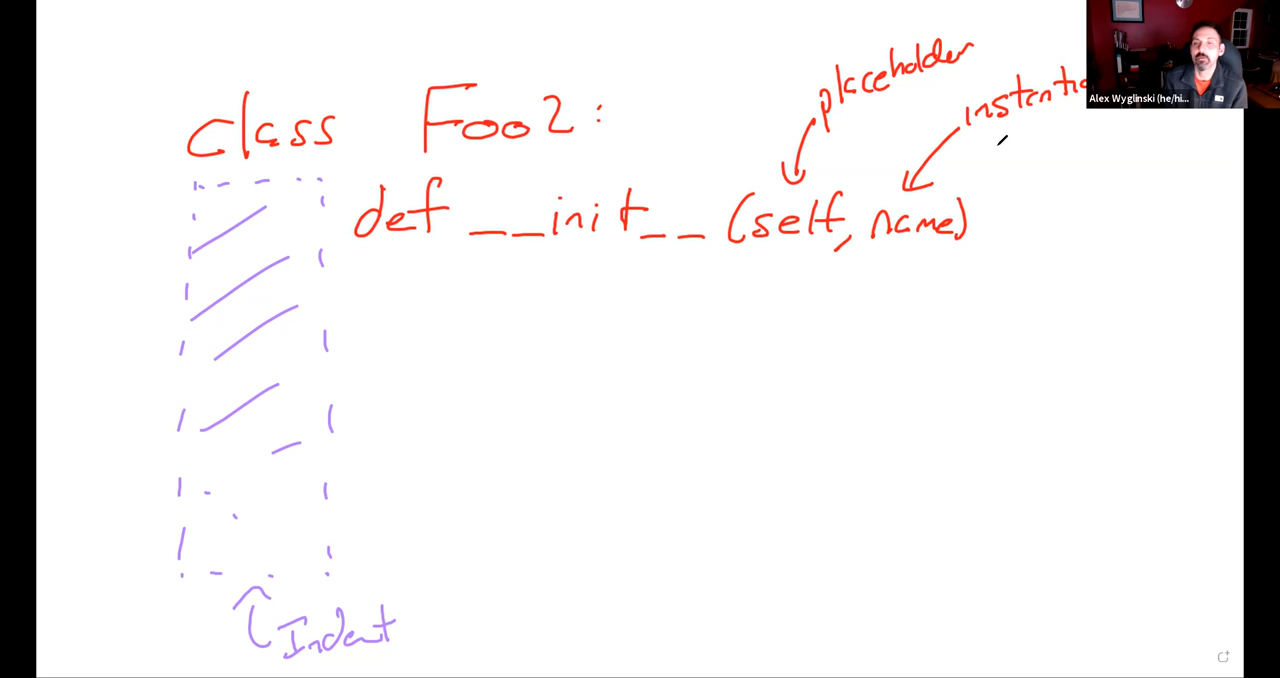 placeholder
instantia
Alex Wyglinski (he/hi...
class Foo2:
def __init__ (self, name)
Indent